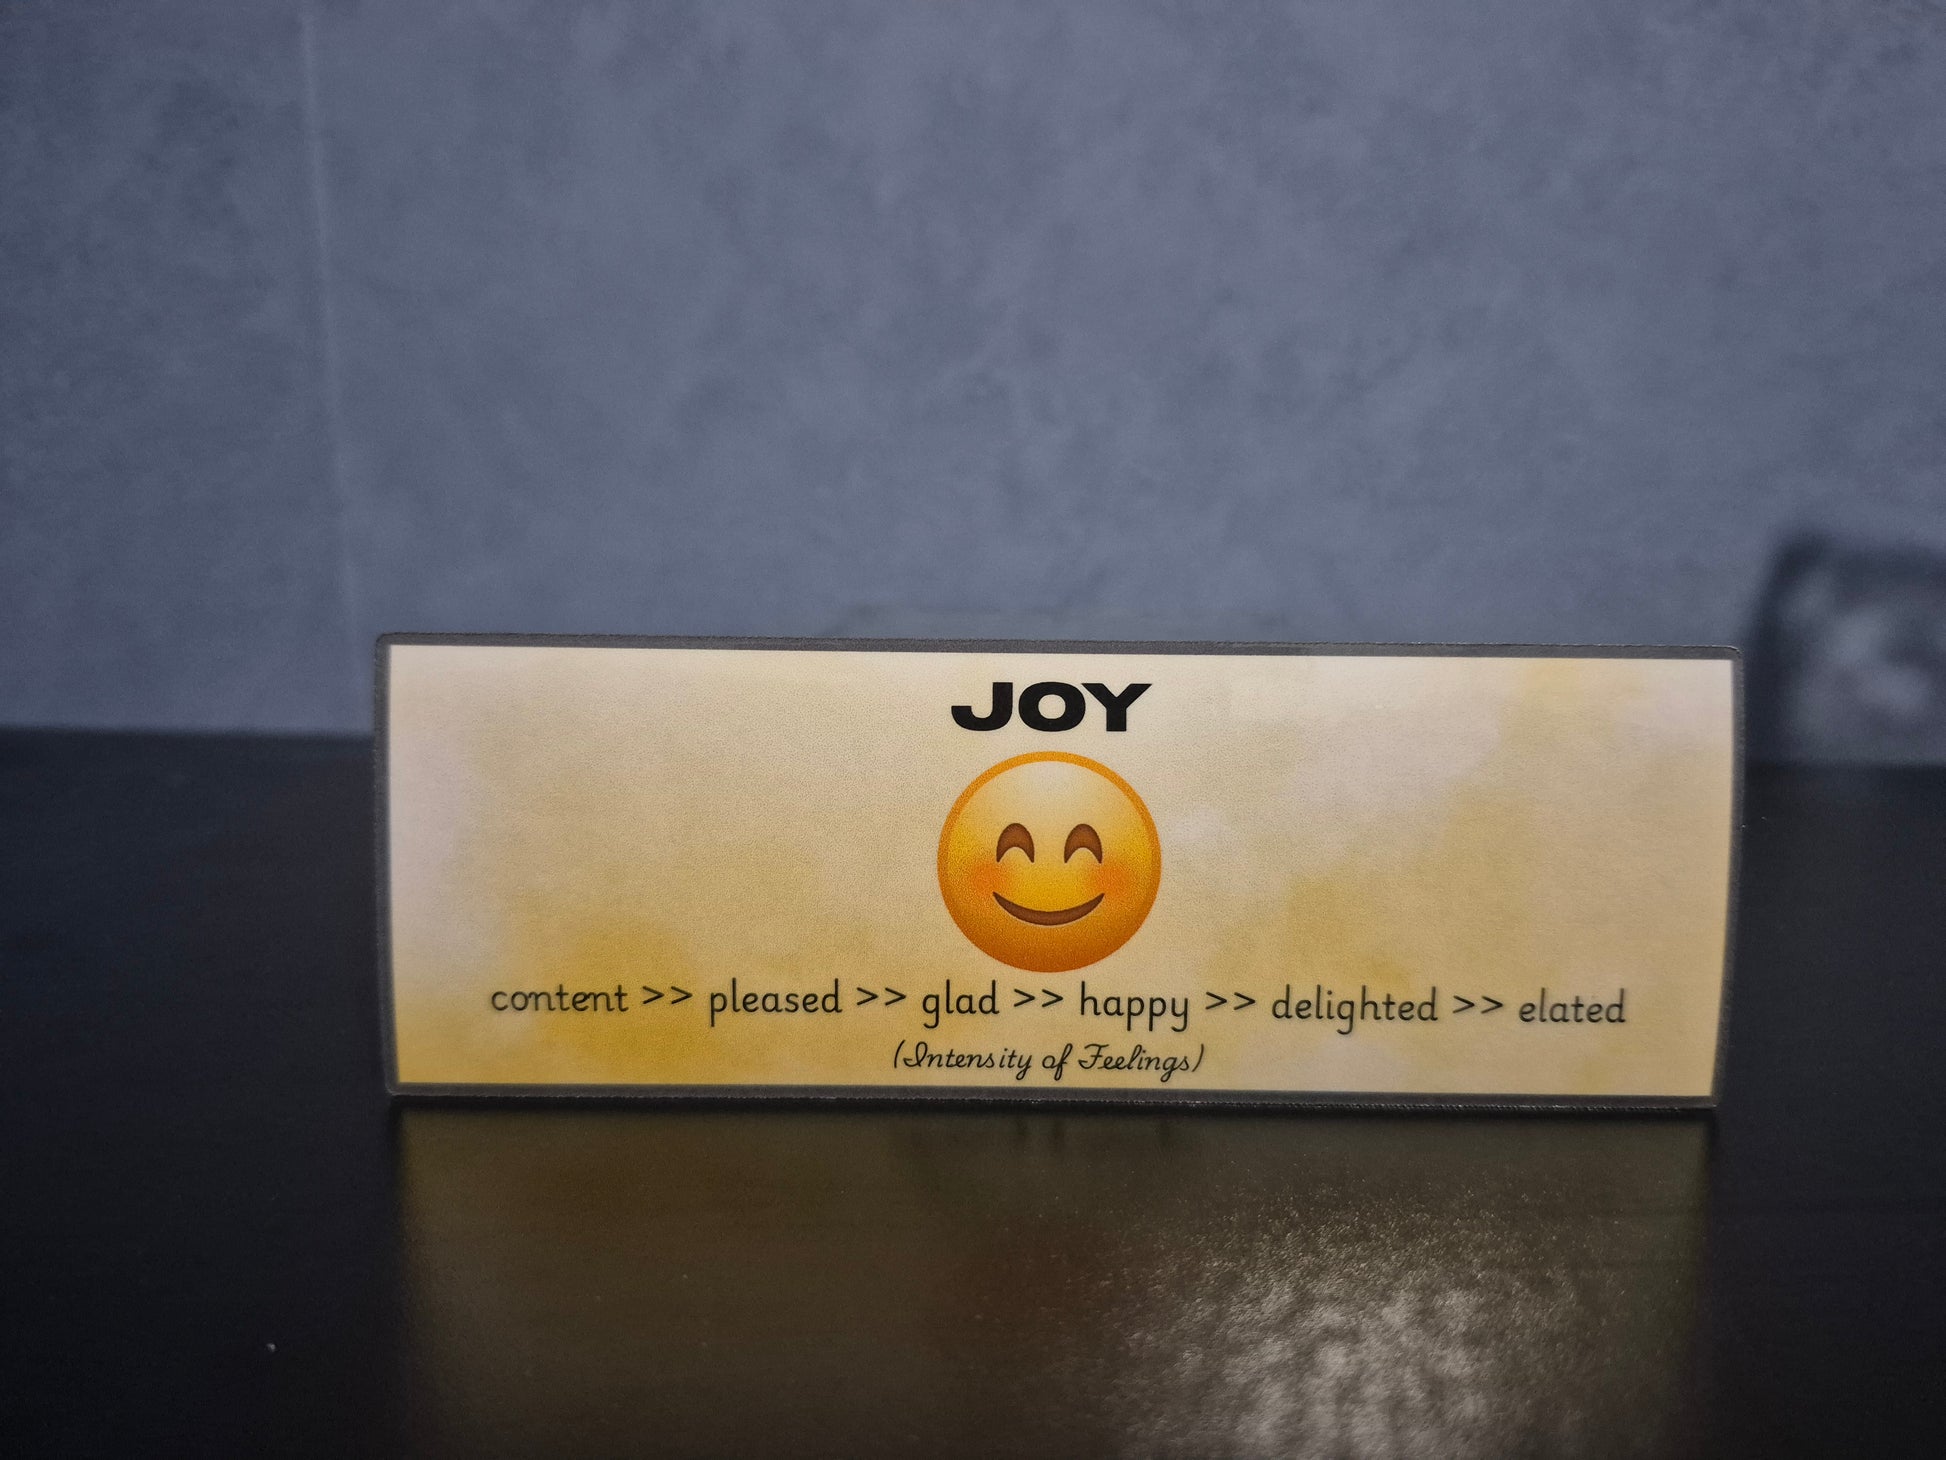 JOY
content >> pleased >> glad >> happy >> delighted >> elated
(Intensity of Feelings)